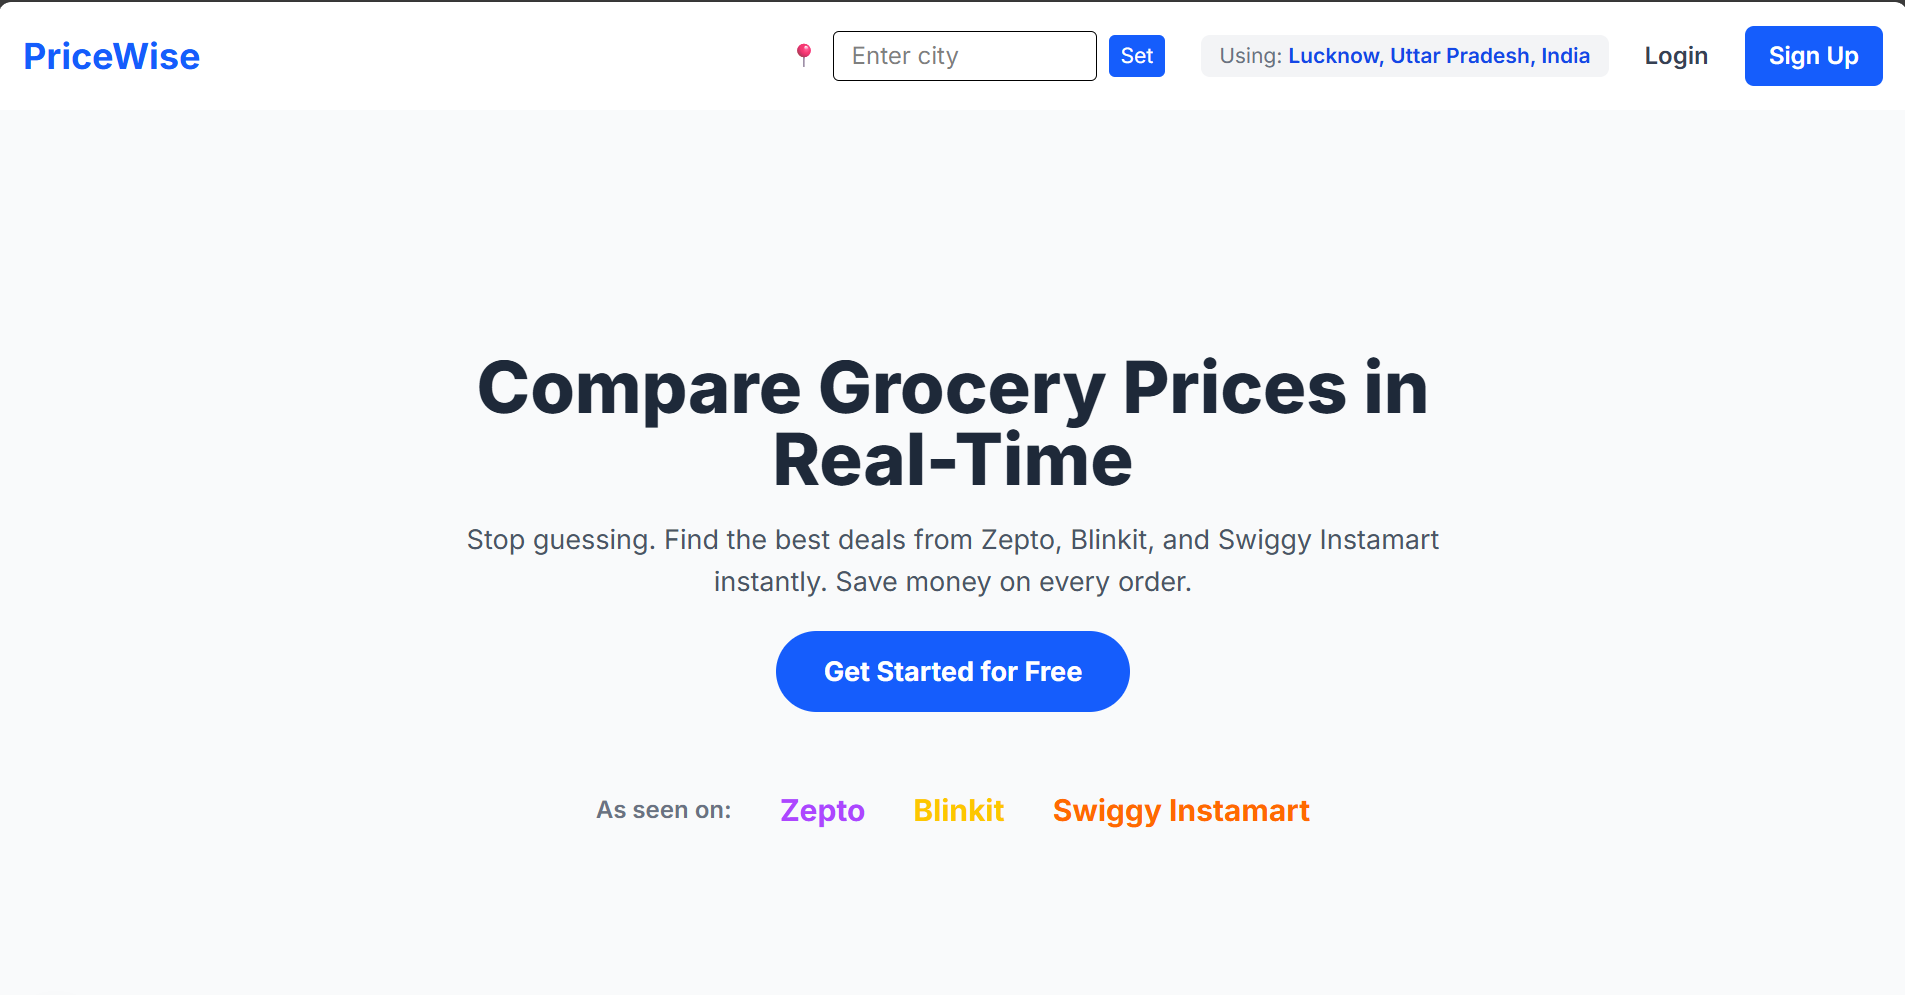 PriceWise
Enter city
Set
Using: Lucknow, Uttar Pradesh, India
Login
Sign Up
Compare Grocery Prices in
Real-Time
Stop guessing. Find the best deals from Zepto, Blinkit, and Swiggy Instamart
instantly. Save money on every order.
Get Started for Free
As seen on: Zepto Blinkit Swiggy Instamart